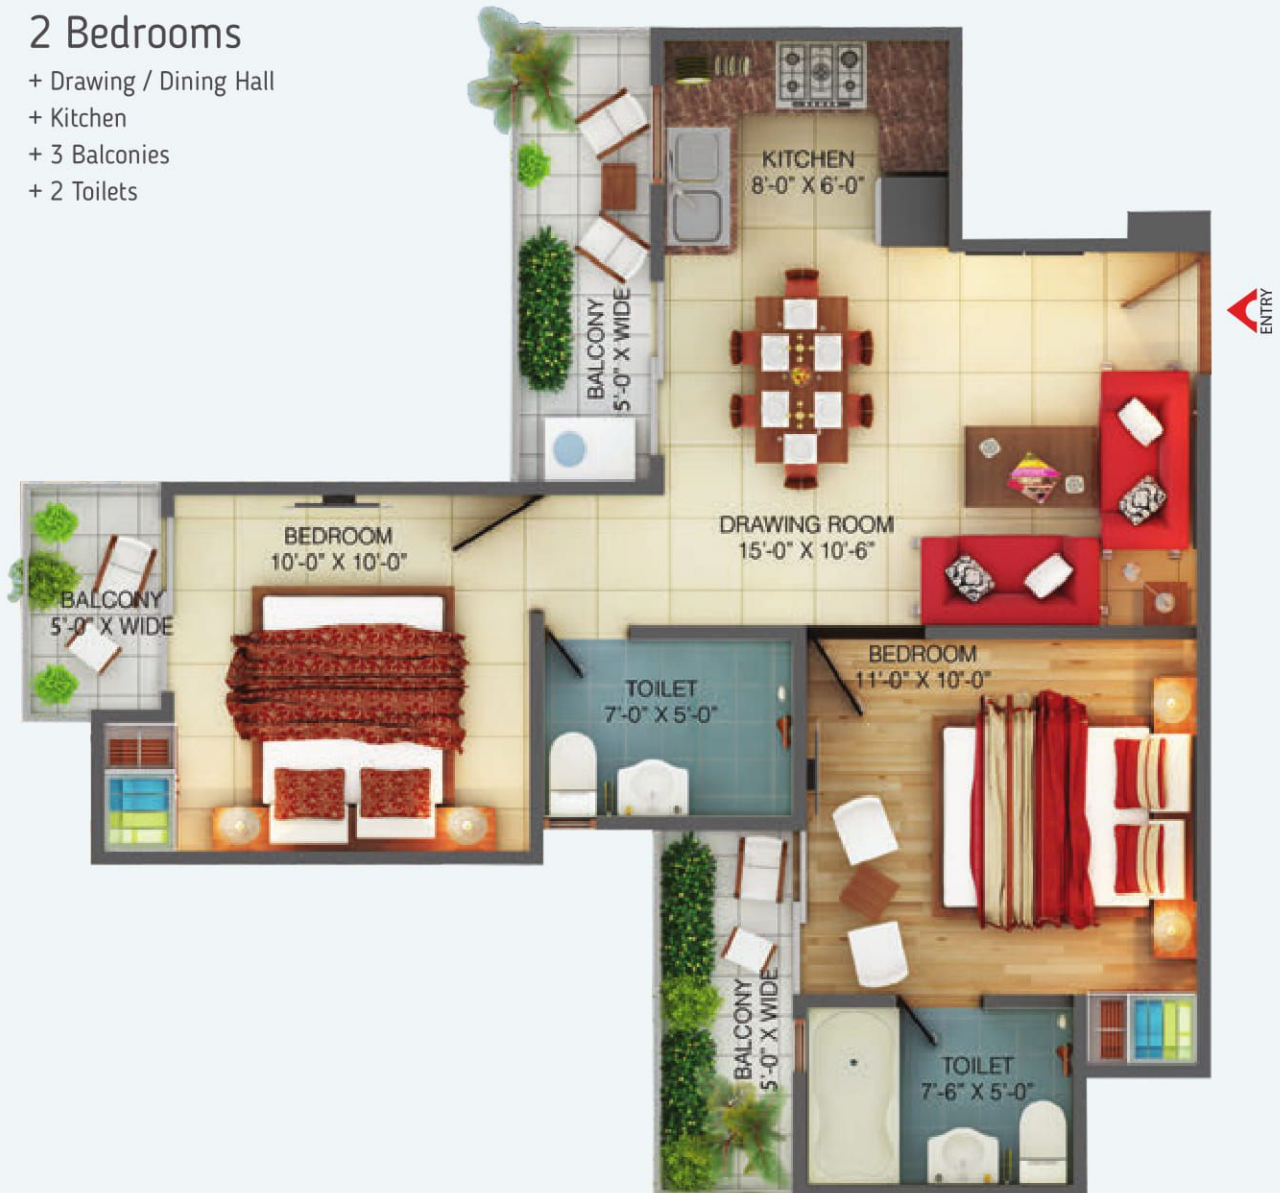 2 Bedrooms
+ Drawing / Dining Hall
+ Kitchen
+ 3 Balconies
+ 2 Toilets
KITCHEN
8'-0" X 6'-0"
ENTRY
BALCONY
5'-0" X WIDE
DRAWING ROOM
15'-0" X 10'-6"
BEDROOM
10'-0" X 10'-0"
BALCONY
5'-0" X WIDE
TOILET
7'-0" X 5'-0"
BEDROOM
11'-0" X 10'-0"
BALCONY
5'-0" X WIDE
TOILET
7'-6" X 5'-0"